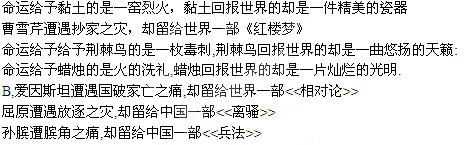 命运给予黏土的是一窑烈火，黏土回报世界的却是一件精美的瓷器
曹雪芹遭遇抄家之灾，却留给世界一部《红楼梦》
命运给予给荆棘鸟的是一枚毒刺,荆棘鸟回报世界的却是一曲悠扬的天籁:
命运给予给蜡烛的是火的洗礼,蜡烛回报世界的却是一片灿烂的光明.
B,爱因斯坦遭遇国破家亡之痛,却留给世界一部<<相对论>>
屈原遭遇放逐之灾,却留给中国一部<<离骚>>
孙膑遭膑角之痛,却留给中国一部<<兵法>>